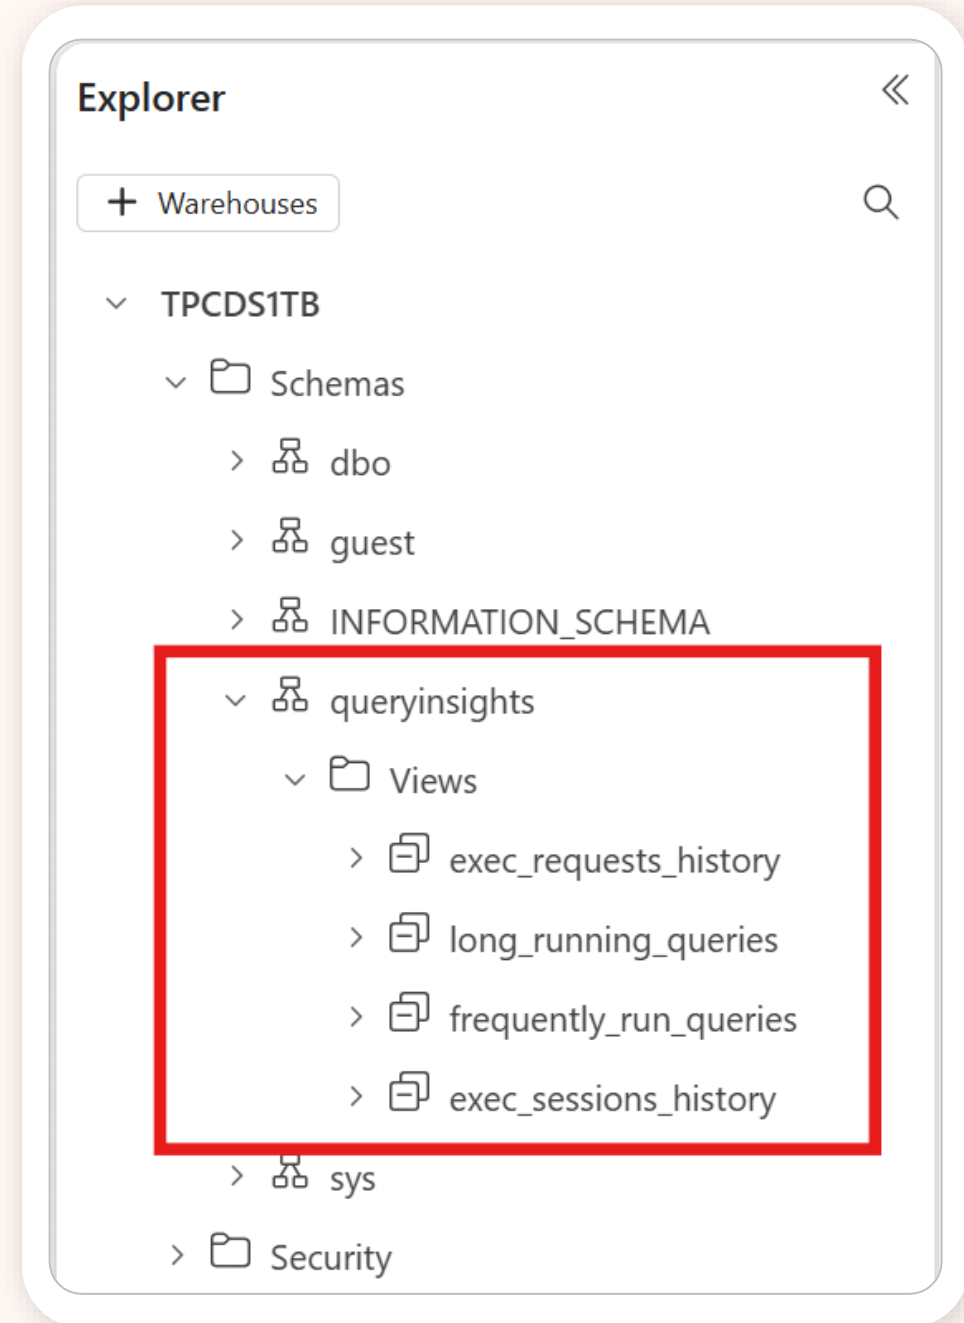 Explorer
Warehouses
TPCDS1TB
Schemas
dbo
guest
INFORMATION_SCHEMA
queryinsights
Views
exec_requests_history
long_running_queries
frequently_run_queries
exec_sessions_history
sys
Security